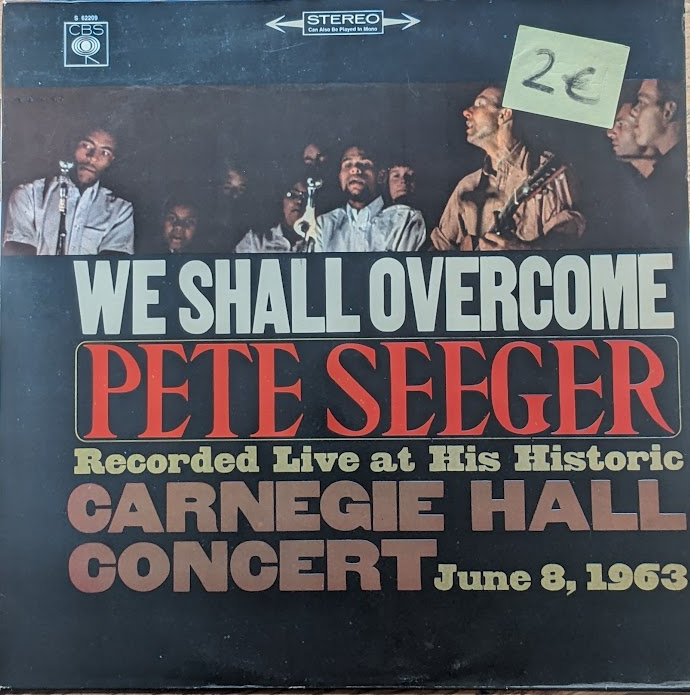 S 62209
CBS
STEREO
Can Also Be Played In Mono
2€
WE SHALL OVERCOME
PETE SEEGER
Recorded Live at His Historic
CARNEGIE HALL
CONCERT June 8, 1963